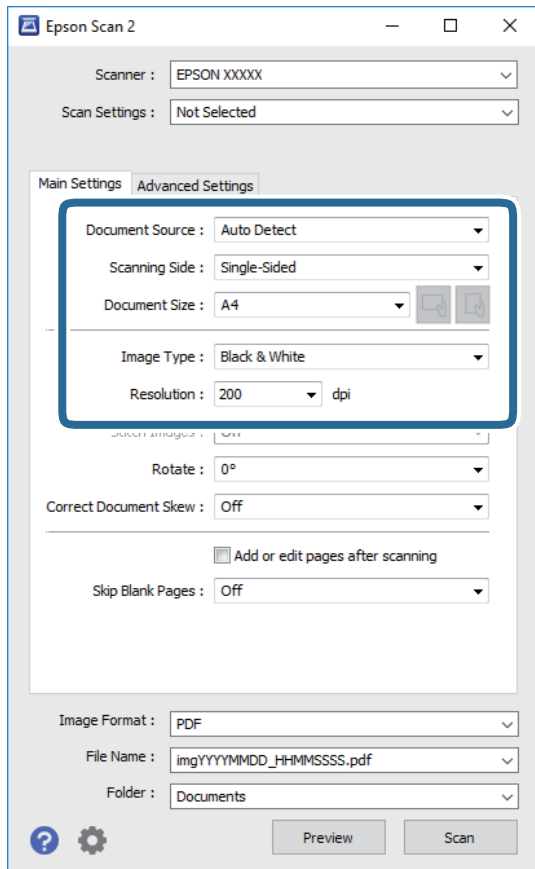 Epson Scan 2
Scanner : EPSON XXXXX
Scan Settings : Not Selected
Main Settings Advanced Settings
Document Source : Auto Detect
Scanning Side : Single-Sided
Document Size : A4
Image Type : Black & White
Resolution : 200 dpi
Rotate : 0°
Correct Document Skew : Off
Add or edit pages after scanning
Skip Blank Pages : Off
Image Format : PDF
File Name : imgYYYYMMDD_HHMMSSSS.pdf
Folder : Documents
? Preview Scan